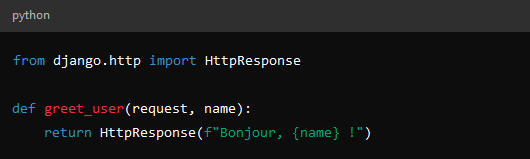 python
from django.http import HttpResponse
def greet_user(request, name):
    return HttpResponse(f"Bonjour, {name} !")